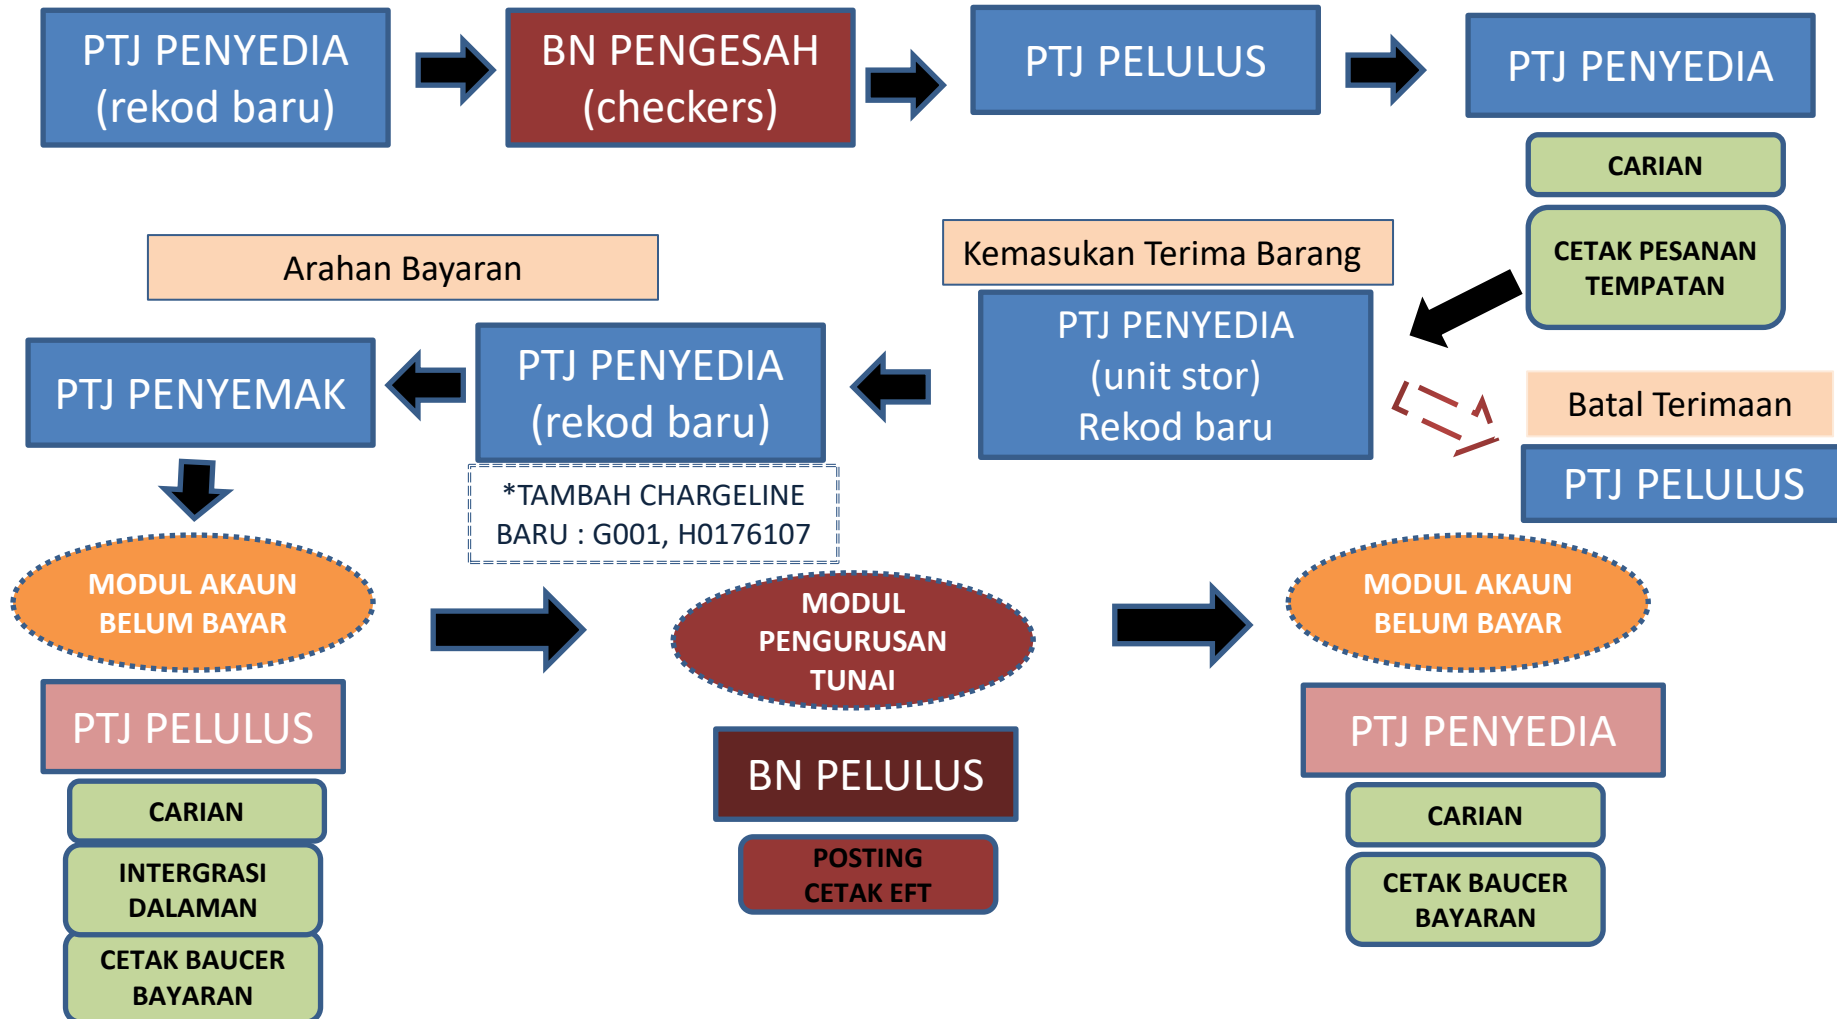 PTJ PENYEDIA
(rekod baru)
BN PENGESAH
(checkers)
PTJ PELULUS
PTJ PENYEDIA
CARIAN
CETAK PESANAN
TEMPATAN
Kemasukan Terima Barang
PTJ PENYEDIA
(unit stor)
Rekod baru
Batal Terimaan
PTJ PELULUS
Arahan Bayaran
PTJ PENYEDIA
(rekod baru)
*TAMBAH CHARGELINE
BARU : G001, H0176107
PTJ PENYEMAK
MODUL AKAUN
BELUM BAYAR
PTJ PELULUS
CARIAN
INTERGRASI
DALAMAN
CETAK BAUCER
BAYARAN
MODUL
PENGURUSAN
TUNAI
BN PELULUS
POSTING
CETAK EFT
MODUL AKAUN
BELUM BAYAR
PTJ PENYEDIA
CARIAN
CETAK BAUCER
BAYARAN